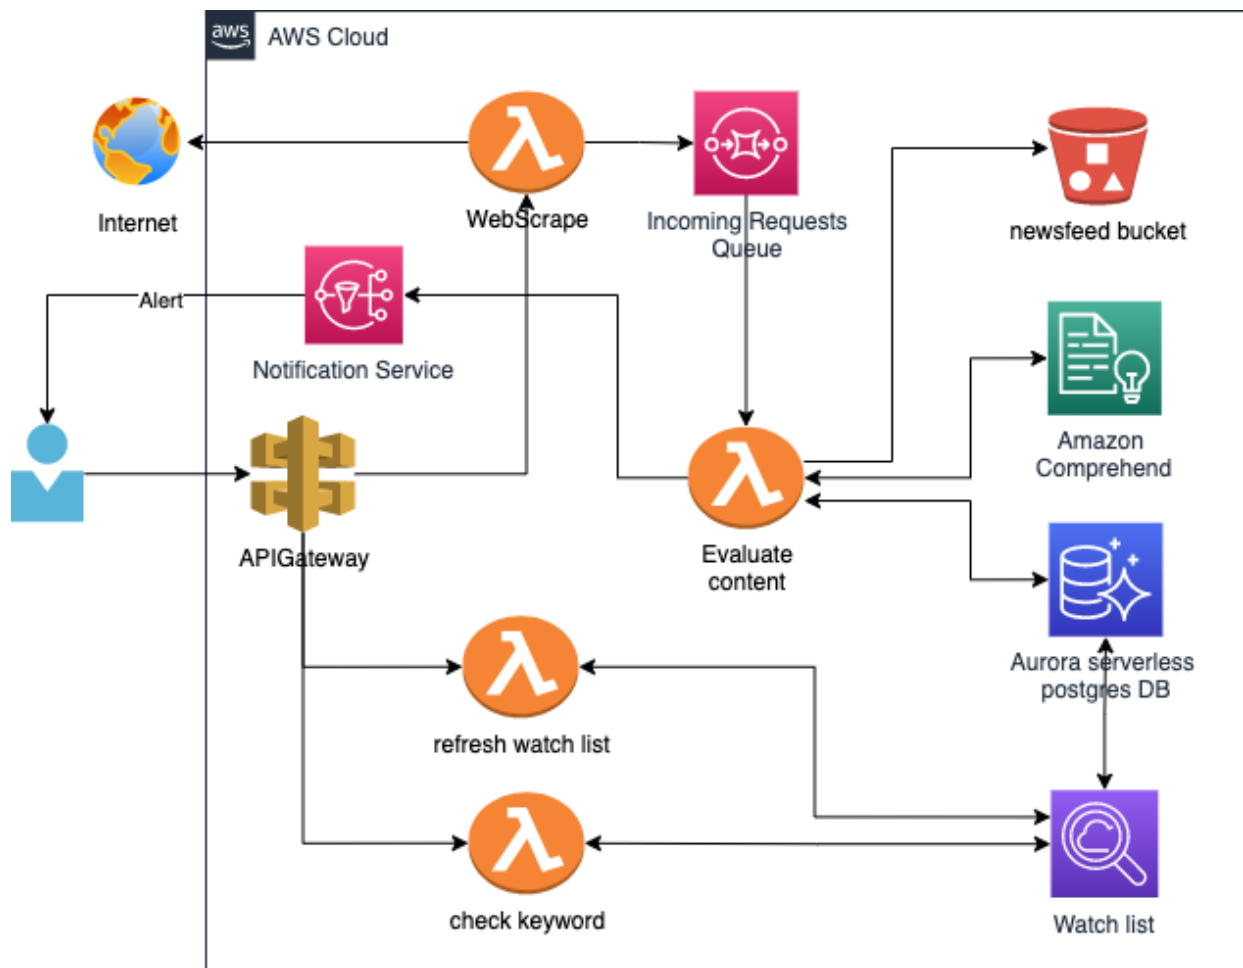 aws
AWS Cloud
Internet
WebScrape
Incoming Requests
Queue
newsfeed bucket
Alert
Notification Service
Amazon
Comprehend
APIGateway
Evaluate
content
Aurora serverless
postgres DB
refresh watch list
check keyword
Watch list